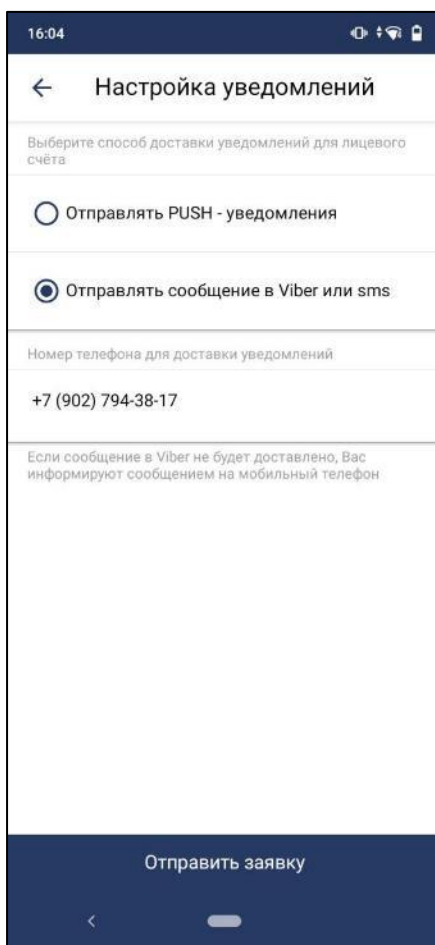 16:04
Настройка уведомлений
Выберите способ доставки уведомлений для лицевого
счёта
Отправлять PUSH - уведомления
Отправлять сообщение в Viber или sms
Номер телефона для доставки уведомлений
+7 (902) 794-38-17
Если сообщение в Viber не будет доставлено, Вас
информируют сообщением на мобильный телефон
Отправить заявку